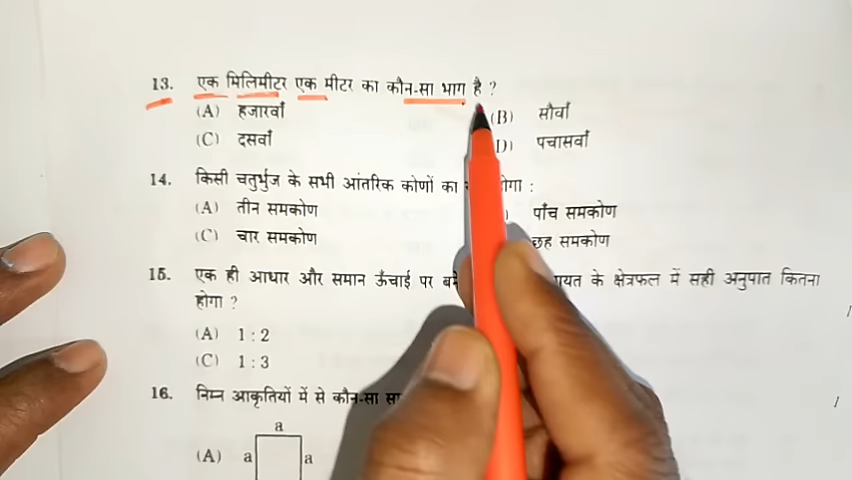 13. एक मिलिमीटर एक मीटर का कौन-सा भाग है ?
(A) हजारवाँ (B) सौवाँ
(C) दसवाँ D) पचासवाँ
14. किसी चतुर्भुज के सभी आंतरिक कोणों का होगा :
(A) तीन समकोण ) पाँच समकोण
(C) चार समकोण छह समकोण
15. एक ही आधार और समान ऊँचाई पर के क्षेत्रफल में सही अनुपात कितना
होगा ?
(A) 1 : 2
(C) 1 : 3
16. निम्न आकृतियों में से कौन-सा
a
(A) a a